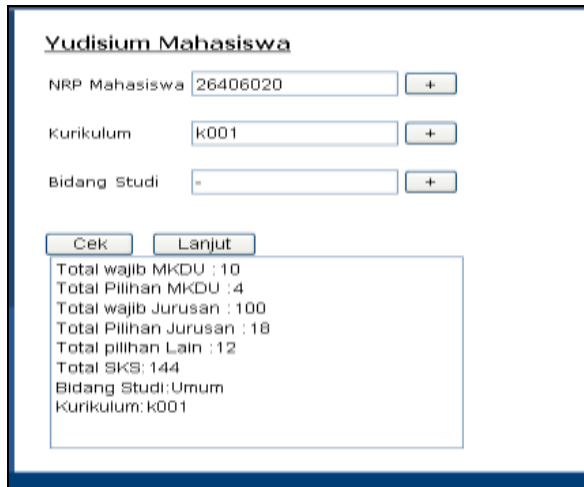 Yudisium Mahasiswa
NRP Mahasiswa 26406020 +
Kurikulum k001 +
Bidang Studi - +
Cek Lanjut
Total wajib MKDU :10
Total Pilihan MKDU :4
Total wajib Jurusan :100
Total Pilihan Jurusan :18
Total pilihan Lain :12
Total SKS:144
Bidang Studi:Umum
Kurikulum:k001